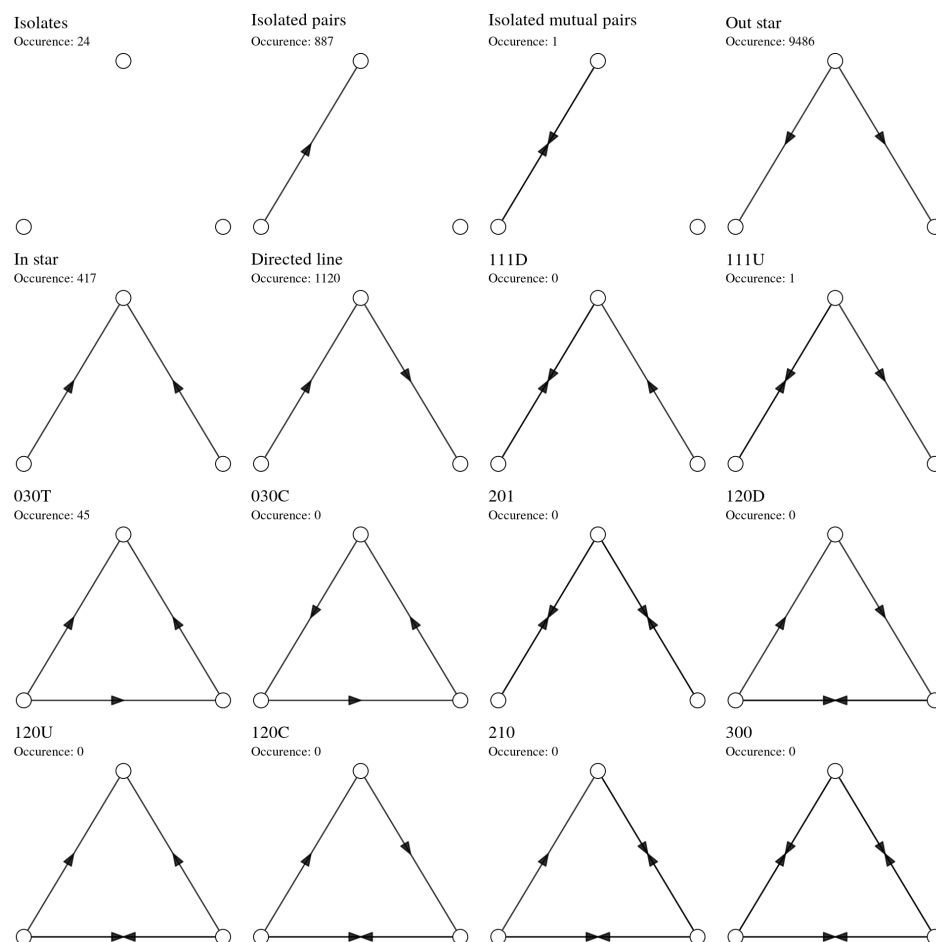 Isolates
Occurence: 24
Isolated pairs
Occurence: 887
Isolated mutual pairs
Occurence: 1
Out star
Occurence: 9486
In star
Occurence: 417
Directed line
Occurence: 1120
111D
Occurence: 0
111U
Occurence: 1
030T
Occurence: 45
030C
Occurence: 0
201
Occurence: 0
120D
Occurence: 0
120U
Occurence: 0
120C
Occurence: 0
210
Occurence: 0
300
Occurence: 0